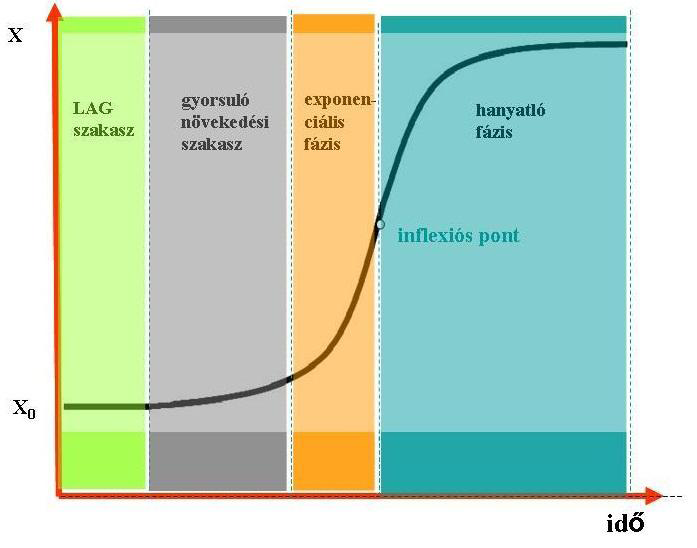 X
LAG
szakasz
gyorsuló
növekedési
szakasz
exponen-
ciális
fázis
hanyatló
fázis
inflexiós pont
X₀
idő